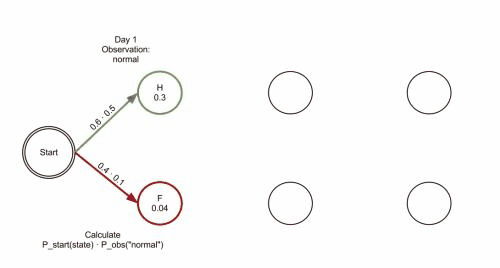 Day 1
Observation:
normal
H
0.3
0.6 · 0.5
Start
0.4 · 0.1
F
0.04
Calculate
P_start(state) · P_obs("normal")